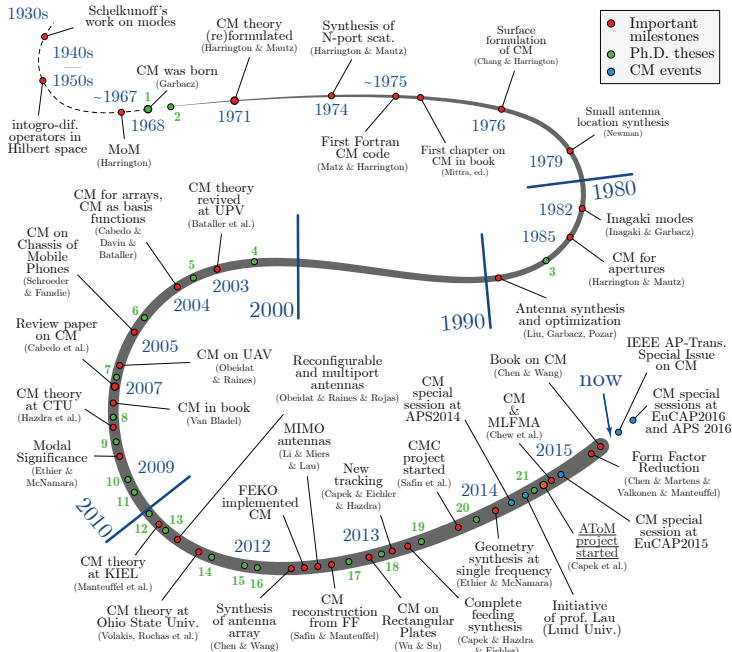 1930s
Schelkunoff's
work on modes
1940s
1950s
intogro-dif.
operators in
Hilbert space
~1967
MoM
(Harrington)
CM was born
(Garbacz)
1
1968
2
CM theory
(re)formulated
(Harrington & Mautz)
1971
Synthesis of
N-port scat.
(Harrington & Mautz)
1974
~1975
First Fortran
CM code
(Matz & Harrington)
First chapter on
CM in book
(Mittra, ed.)
Surface
formulation
of CM
(Chang & Harrington)
1976
Important
milestones
Ph.D. theses
CM events
Small antenna
location synthesis
(Newman)
1979
1980
1982
Inagaki modes
(Inagaki & Garbacz)
1985
CM for
apertures
(Harrington & Mautz)
3
1990
Antenna synthesis
and optimization
(Liu, Garbacz, Pozar)
2000
4
CM theory
revived
at UPV
(Bataller et al.)
2003
5
CM for arrays,
CM as basis
functions
(Cabedo &
Daviu &
Bataller)
2004
CM on
Chassis of
Mobile
Phones
(Schroeder
& Famdie)
6
2005
Review paper
on CM
(Cabedo et al.)
CM on UAV
(Obeidat
& Raines)
7
2007
CM in book
(Van Bladel)
CM theory
at CTU
(Hazdra et al.)
8
9
Modal
Significance
(Ethier &
McNamara)
2009
10
11
2010
12
13
CM theory
at KIEL
(Manteuffel et al.)
Reconfigurable
and multiport
antennas
(Obeidat & Raines & Rojas)
CM theory at
Ohio State Univ.
(Volakis, Rochas et al.)
14
2012
15
16
Synthesis
of antenna
array
(Chen & Wang)
FEKO
implemented
CM
MIMO
antennas
(Li & Miers
& Lau)
CM
reconstruction
from FF
(Safin & Manteuffel)
17
2013
New
tracking
(Capek & Eichler
& Hazdra)
18
CM on
Rectangular
Plates
(Wu & Su)
19
Complete
feeding
synthesis
(Capek & Hazdra
& Eichler)
CMC
project
started
(Safin et al.)
20
2014
Geometry
synthesis at
single frequency
(Ethier & McNamara)
CM
special
session at
APS2014
21
Initiative
of prof. Lau
(Lund Univ.)
CM
&
MLFMA
(Chew et al.)
2015
AToM
project
started
(Capek et al.)
CM special
session at
EuCAP2015
Book on CM
(Chen & Wang)
Form Factor
Reduction
(Chen & Martens &
Valkonen & Manteuffel)
now
IEEE AP-Trans.
Special Issue
on CM
CM special
sessions at
EuCAP2016
and APS 2016